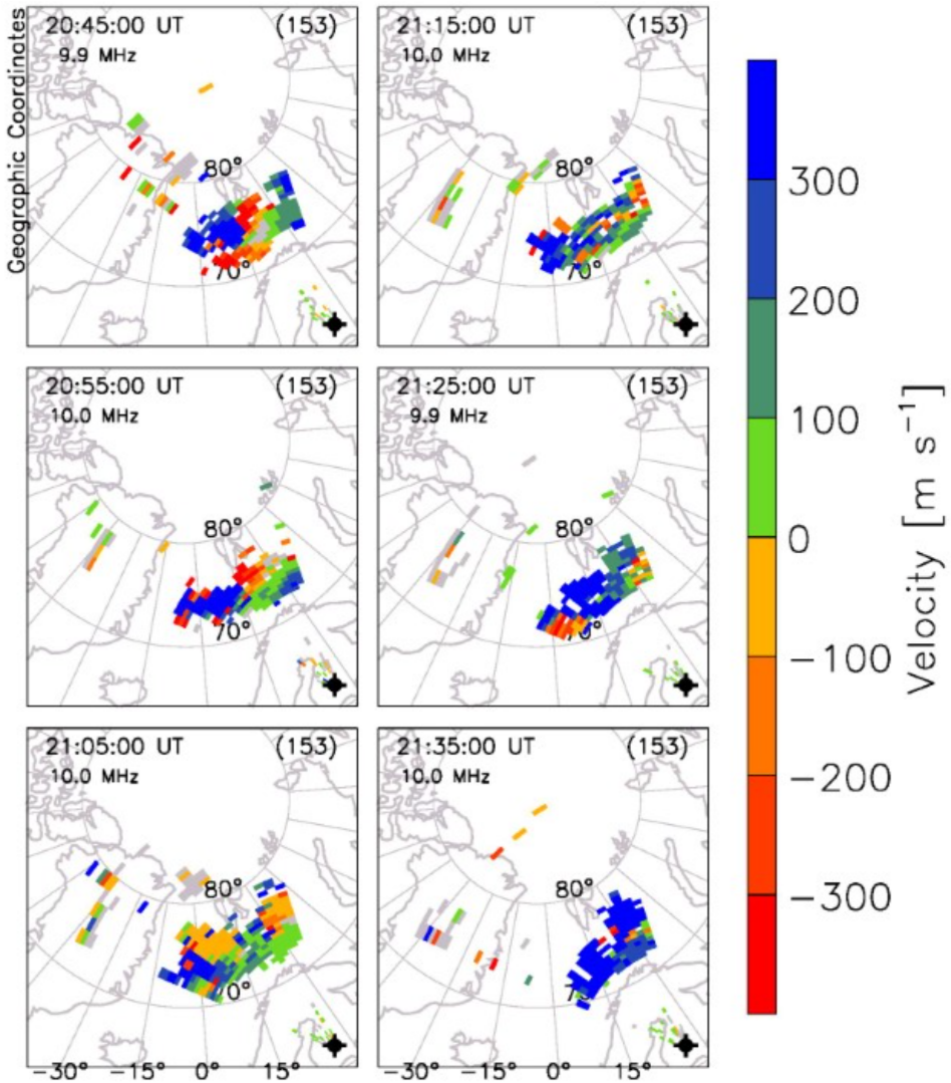 Geographic Coordinates
20:45:00 UT (153)
9.9 MHz
80°
70°
21:15:00 UT (153)
10.0 MHz
80°
70°
20:55:00 UT (153)
10.0 MHz
80°
70°
21:25:00 UT (153)
9.9 MHz
80°
70°
21:05:00 UT (153)
10.0 MHz
80°
0°
-30° -15° 0° 15°
21:35:00 UT (153)
10.0 MHz
80°
7
-30° -15° 0° 15°
300
200
100
0
-100
-200
-300
Velocity [m s⁻¹]